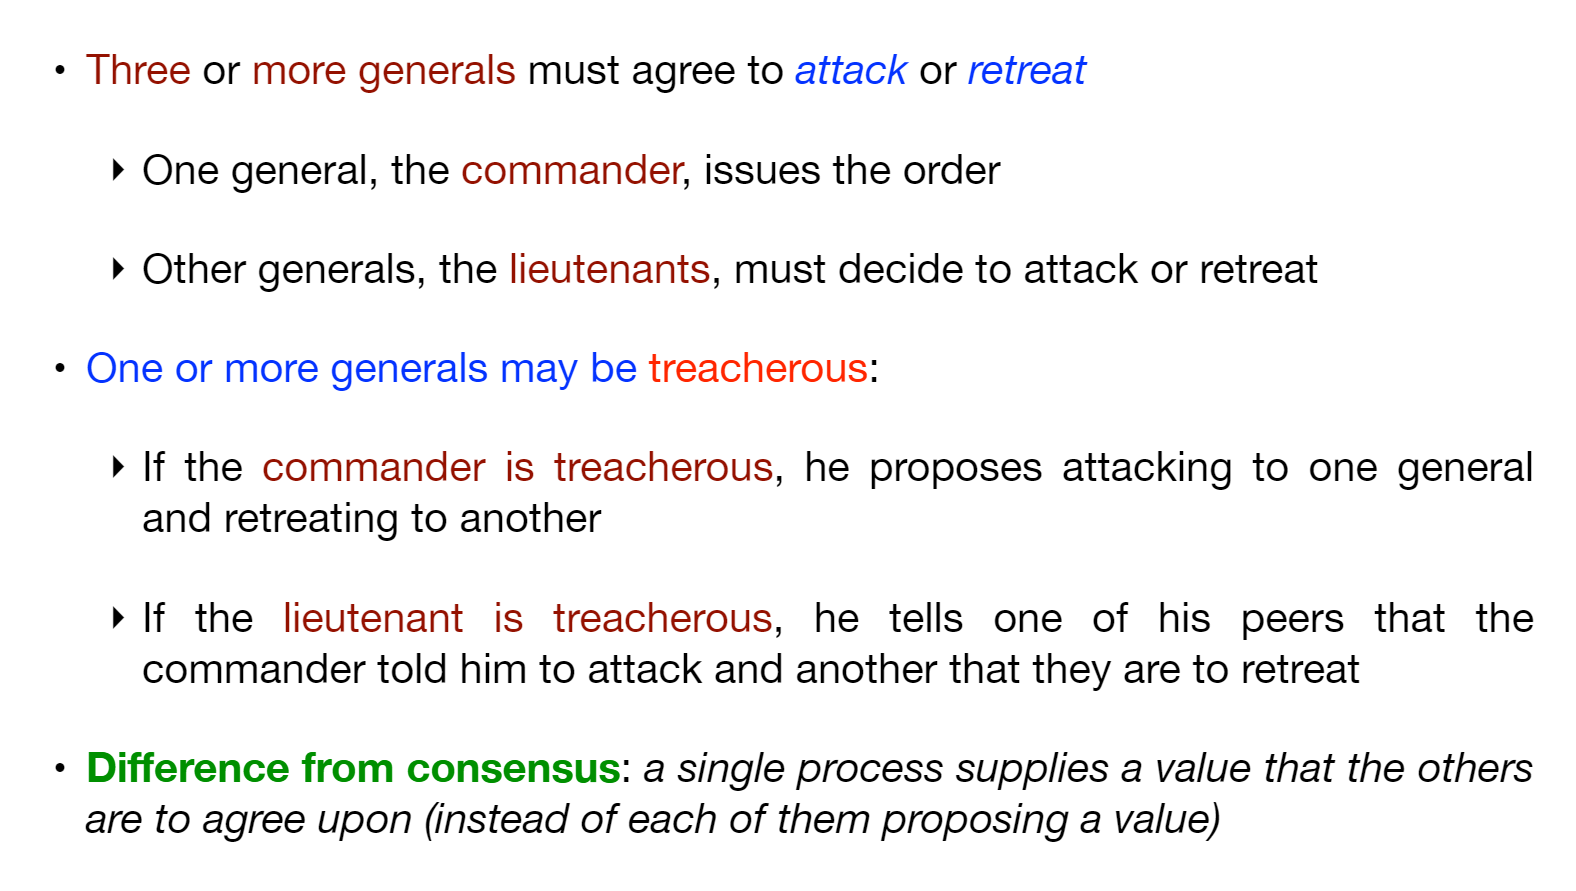 • Three or more generals must agree to attack or retreat
‣ One general, the commander, issues the order
‣ Other generals, the lieutenants, must decide to attack or retreat
• One or more generals may be treacherous:
‣ If the commander is treacherous, he proposes attacking to one general
and retreating to another
‣ If the lieutenant is treacherous, he tells one of his peers that the
commander told him to attack and another that they are to retreat
• Difference from consensus: a single process supplies a value that the others
are to agree upon (instead of each of them proposing a value)